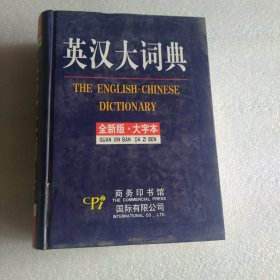 英汉大词典
THE ENGLISH-CHINESE
DICTIONARY
全新版·大字本
QUAN XIN BAN DA ZI BEN
CPi
商务印书馆
THE COMMERCIAL PRESS
国际有限公司
INTERNATIONAL CO., LTD.